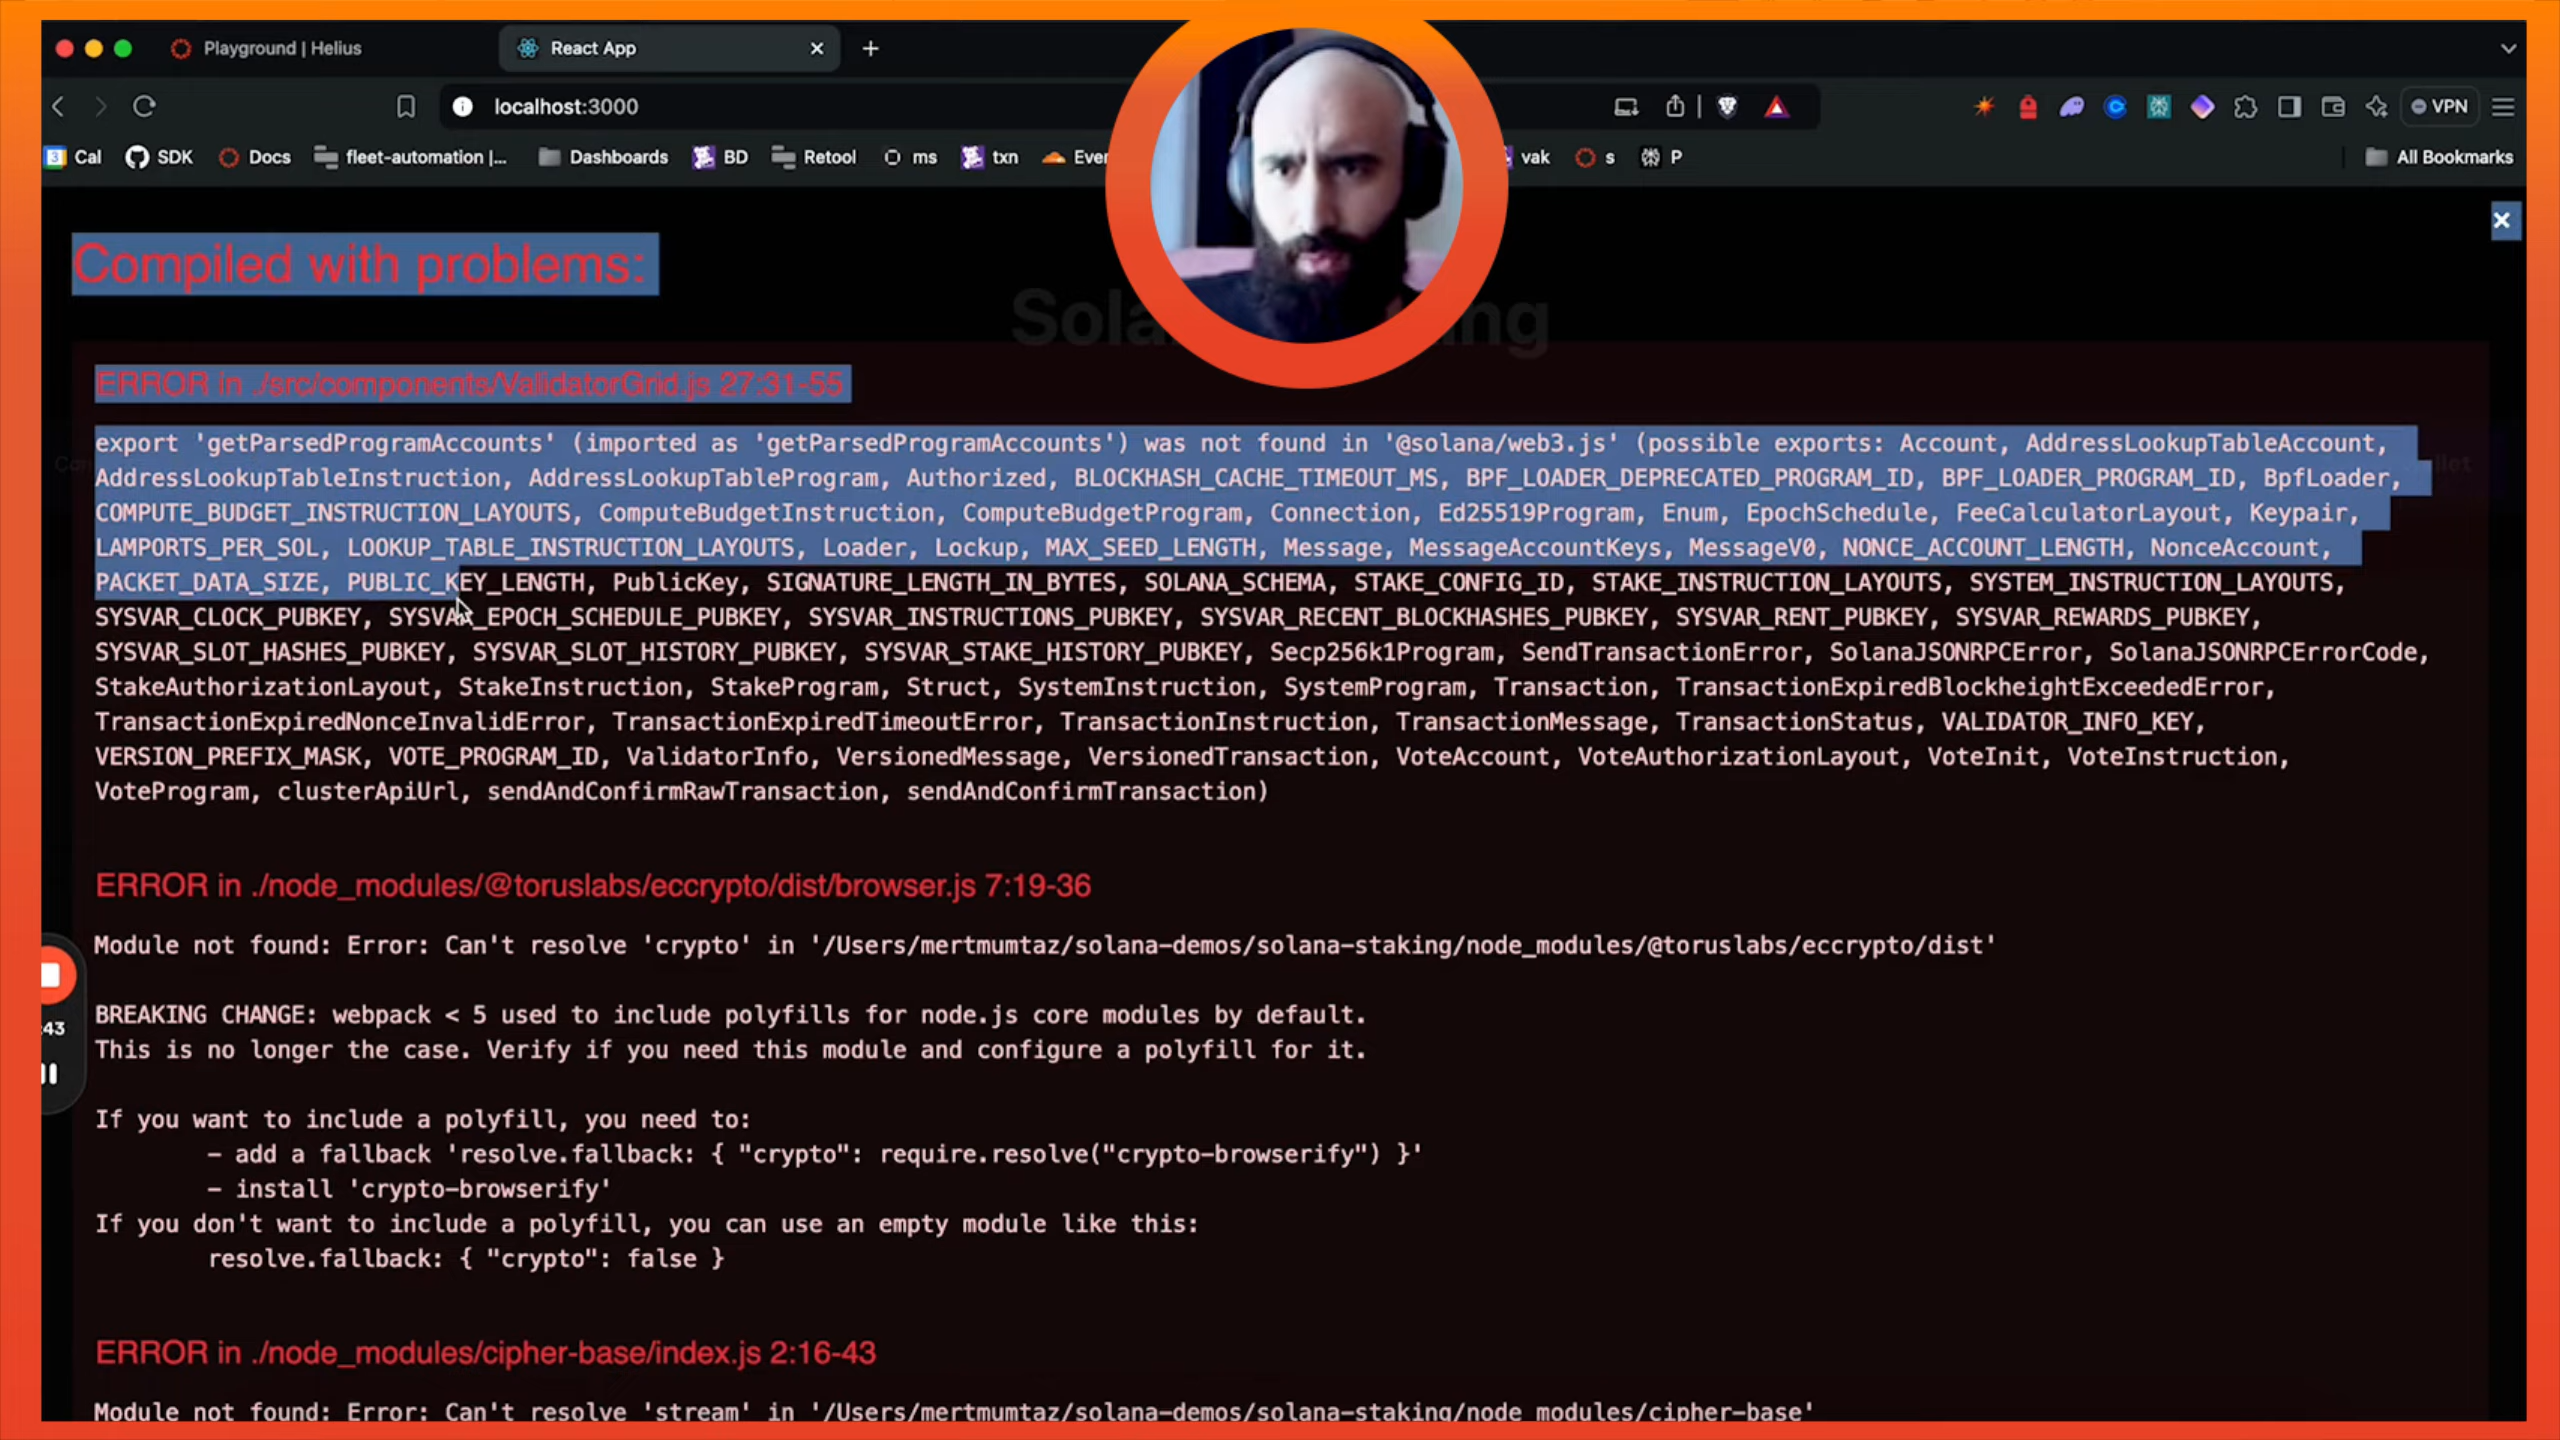 Playground | Helius
React App
localhost:3000
VPN
Cal
SDK
Docs
fleet-automation |...
Dashboards
BD
Retool
ms
txn
vak
s
P
All Bookmarks
Compiled with problems:
ERROR in ./src/components/ValidatorGrid.js 27:31-55
export 'getParsedProgramAccounts' (imported as 'getParsedProgramAccounts') was not found in '@solana/web3.js' (possible exports: Account, AddressLookupTableAccount,
AddressLookupTableInstruction, AddressLookupTableProgram, Authorized, BLOCKHASH_CACHE_TIMEOUT_MS, BPF_LOADER_DEPRECATED_PROGRAM_ID, BPF_LOADER_PROGRAM_ID, BpfLoader,
COMPUTE_BUDGET_INSTRUCTION_LAYOUTS, ComputeBudgetInstruction, ComputeBudgetProgram, Connection, Ed25519Program, Enum, EpochSchedule, FeeCalculatorLayout, Keypair,
LAMPORTS_PER_SOL, LOOKUP_TABLE_INSTRUCTION_LAYOUTS, Loader, Lockup, MAX_SEED_LENGTH, Message, MessageAccountKeys, MessageV0, NONCE_ACCOUNT_LENGTH, NonceAccount,
PACKET_DATA_SIZE, PUBLIC_KEY_LENGTH, PublicKey, SIGNATURE_LENGTH_IN_BYTES, SOLANA_SCHEMA, STAKE_CONFIG_ID, STAKE_INSTRUCTION_LAYOUTS, SYSTEM_INSTRUCTION_LAYOUTS,
SYSVAR_CLOCK_PUBKEY, SYSVAR_EPOCH_SCHEDULE_PUBKEY, SYSVAR_INSTRUCTIONS_PUBKEY, SYSVAR_RECENT_BLOCKHASHES_PUBKEY, SYSVAR_RENT_PUBKEY, SYSVAR_REWARDS_PUBKEY,
SYSVAR_SLOT_HASHES_PUBKEY, SYSVAR_SLOT_HISTORY_PUBKEY, SYSVAR_STAKE_HISTORY_PUBKEY, Secp256k1Program, SendTransactionError, SolanaJSONRPCError, SolanaJSONRPCErrorCode,
StakeAuthorizationLayout, StakeInstruction, StakeProgram, Struct, SystemInstruction, SystemProgram, Transaction, TransactionExpiredBlockheightExceededError,
TransactionExpiredNonceInvalidError, TransactionExpiredTimeoutError, TransactionInstruction, TransactionMessage, TransactionStatus, VALIDATOR_INFO_KEY,
VERSION_PREFIX_MASK, VOTE_PROGRAM_ID, ValidatorInfo, VersionedMessage, VersionedTransaction, VoteAccount, VoteAuthorizationLayout, VoteInit, VoteInstruction,
VoteProgram, clusterApiUrl, sendAndConfirmRawTransaction, sendAndConfirmTransaction)
ERROR in ./node_modules/@toruslabs/eccrypto/dist/browser.js 7:19-36
Module not found: Error: Can't resolve 'crypto' in '/Users/mertmumtaz/solana-demos/solana-staking/node_modules/@toruslabs/eccrypto/dist'
BREAKING CHANGE: webpack < 5 used to include polyfills for node.js core modules by default.
This is no longer the case. Verify if you need this module and configure a polyfill for it.
If you want to include a polyfill, you need to:
- add a fallback 'resolve.fallback: { "crypto": require.resolve("crypto-browserify") }'
- install 'crypto-browserify'
If you don't want to include a polyfill, you can use an empty module like this:
resolve.fallback: { "crypto": false }
ERROR in ./node_modules/cipher-base/index.js 2:16-43
Module not found: Error: Can't resolve 'stream' in '/Users/mertmumtaz/solana-demos/solana-staking/node_modules/cipher-base'